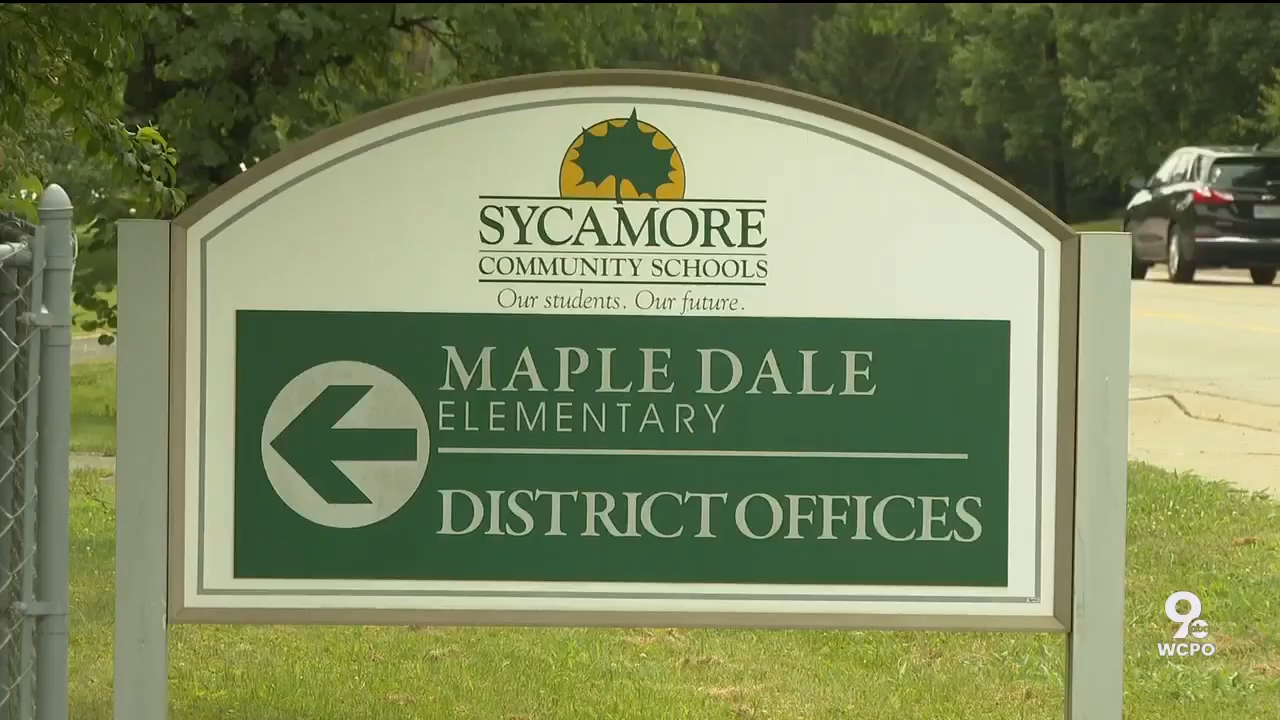 SYCAMORE
COMMUNITY SCHOOLS
Our students. Our future.
MAPLE DALE
ELEMENTARY
DISTRICT OFFICES
9
WCPO